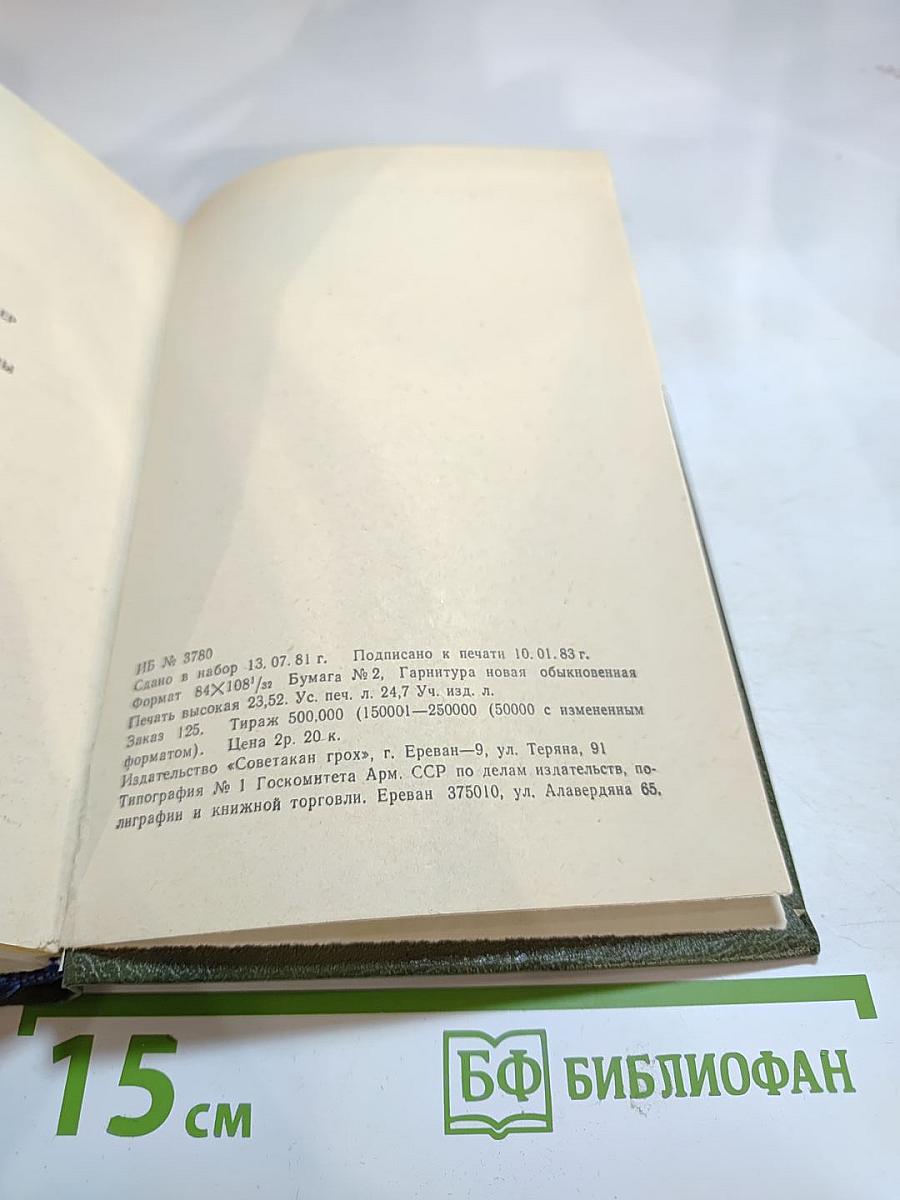 ИБ № 3780
Сдано в набор 13.07.81 г. Подписано к печати 10.01.83 г.
Формат 84×108¹/₃₂ Бумага № 2, Гарнитура новая обыкновенная
Печать высокая 23,52. Ус. печ. л. 24,7 Уч. изд. л.
Заказ 125. Тираж 500,000 (150001—250000 (50000 с измененным
форматом). Цена 2р. 20 к.
Издательство «Советакан грох», г. Ереван—9, ул. Теряна, 91
Типография № 1 Госкомитета Арм. ССР по делам издательств, по-
лиграфии и книжной торговли. Ереван 375010, ул. Алавердяна 65.
15 см
БФ БИБЛИОФАН